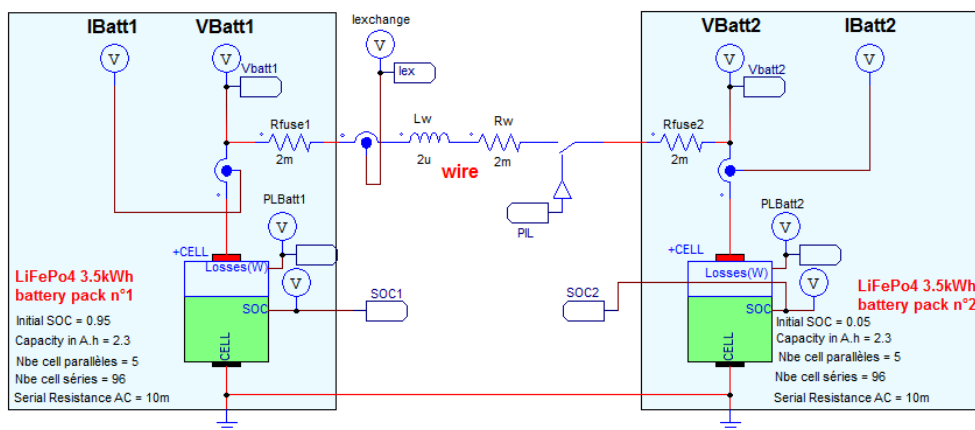 IBatt1
VBatt1
V
V
Vbatt1
Rfuse1
2m
Iexchange
V
Iex
Lw
2u
Rw
2m
wire
PIL
Rfuse2
2m
VBatt2
IBatt2
V
V
Vbatt2
PLBatt1
V
+CELL
Losses(W)
V
SOC
CELL
SOC1
LiFePo4 3.5kWh
battery pack n°1
Initial SOC = 0.95
Capacity in A.h = 2.3
Nbe cell parallèles = 5
Nbe cell séries = 96
Serial Resistance AC = 10m
SOC2
PLBatt2
V
+CELL
Losses(W)
V
SOC
CELL
LiFePo4 3.5kWh
battery pack n°2
Initial SOC = 0.05
Capacity in A.h = 2.3
Nbe cell parallèles = 5
Nbe cell séries = 96
Serial Resistance AC = 10m